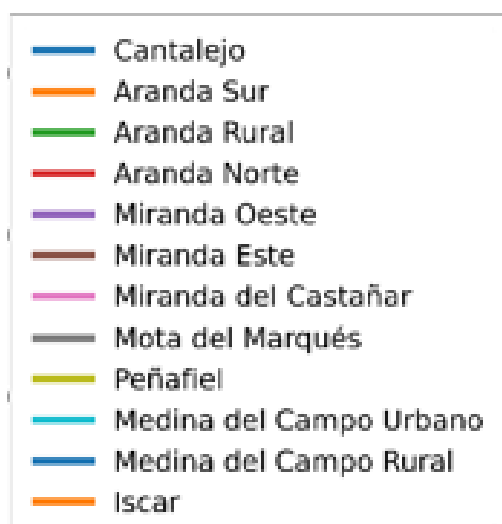 Cantalejo
Aranda Sur
Aranda Rural
Aranda Norte
Miranda Oeste
Miranda Este
Miranda del Castañar
Mota del Marqués
Peñafiel
Medina del Campo Urbano
Medina del Campo Rural
Iscar